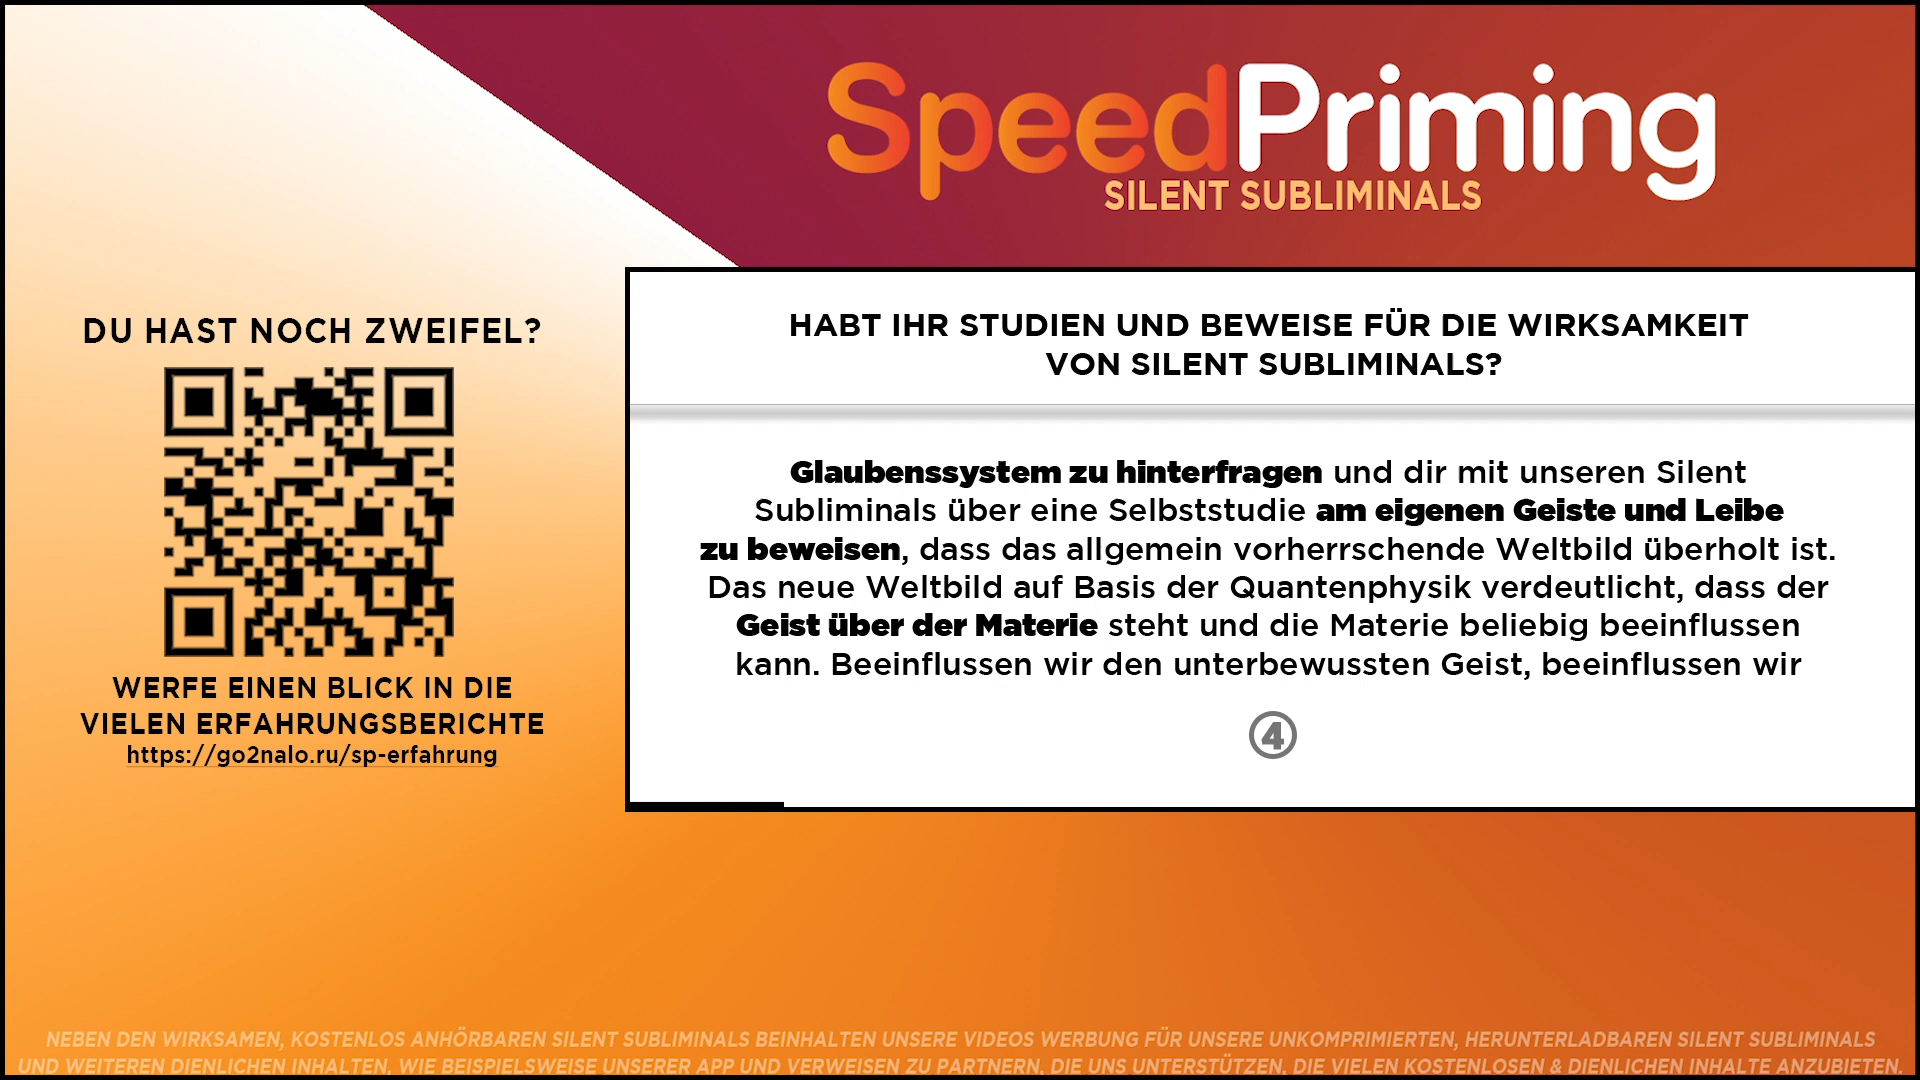 SpeedPriming
SILENT SUBLIMINALS
DU HAST NOCH ZWEIFEL?
WERFE EINEN BLICK IN DIE
VIELEN ERFAHRUNGSBERICHTE
https://go2nalo.ru/sp-erfahrung
HABT IHR STUDIEN UND BEWEISE FÜR DIE WIRKSAMKEIT
VON SILENT SUBLIMINALS?
Glaubenssystem zu hinterfragen und dir mit unseren Silent
Subliminals über eine Selbststudie am eigenen Geiste und Leibe
zu beweisen, dass das allgemein vorherrschende Weltbild überholt ist.
Das neue Weltbild auf Basis der Quantenphysik verdeutlicht, dass der
Geist über der Materie steht und die Materie beliebig beeinflussen
kann. Beeinflussen wir den unterbewussten Geist, beeinflussen wir
4
NEBEN DEN WIRKSAMEN, KOSTENLOS ANHÖRBAREN SILENT SUBLIMINALS BEINHALTEN UNSERE VIDEOS WERBUNG FÜR UNSERE UNKOMPRIMIERTEN, HERUNTERLADBAREN SILENT SUBLIMINALS
UND WEITEREN DIENLICHEN INHALTEN, WIE BEISPIELSWEISE UNSERER APP UND VERWEISEN ZU PARTNERN, DIE UNS UNTERSTÜTZEN, DIE VIELEN KOSTENLOSEN & DIENLICHEN INHALTE ANZUBIETEN.